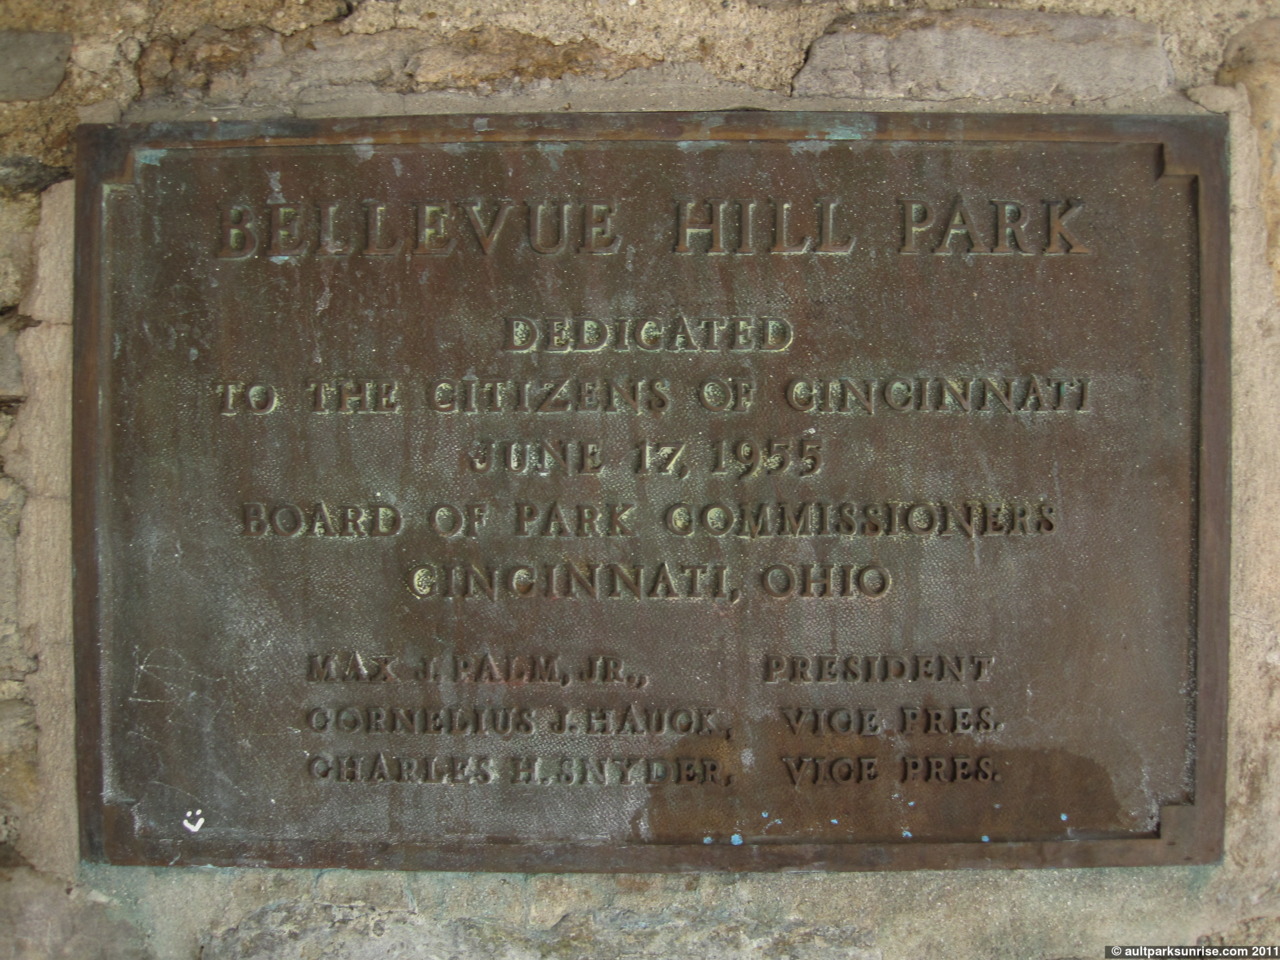 BELLEVUE HILL PARK
DEDICATED
TO THE CITIZENS OF CINCINNATI
JUNE 17, 1955
BOARD OF PARK COMMISSIONERS
CINCINNATI, OHIO
MAX J. PALM, JR., PRESIDENT
CORNELIUS J. HAUCK, VICE PRES.
CHARLES H. SNYDER, VICE PRES.
© aultparksunrise.com 2011